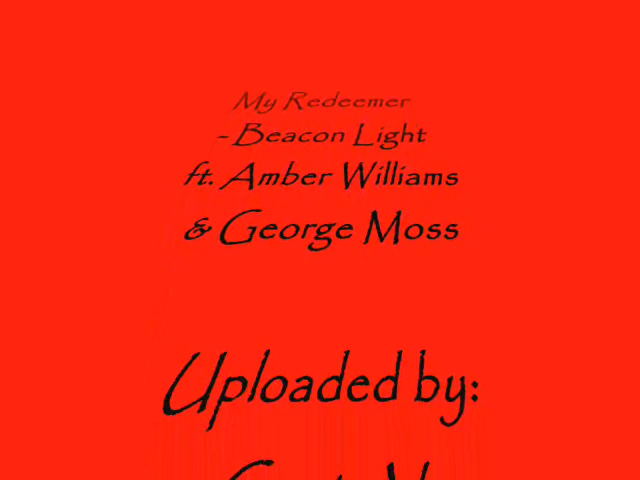 My Redeemer
- Beacon Light
ft. Amber Williams
& George Moss
Uploaded by: